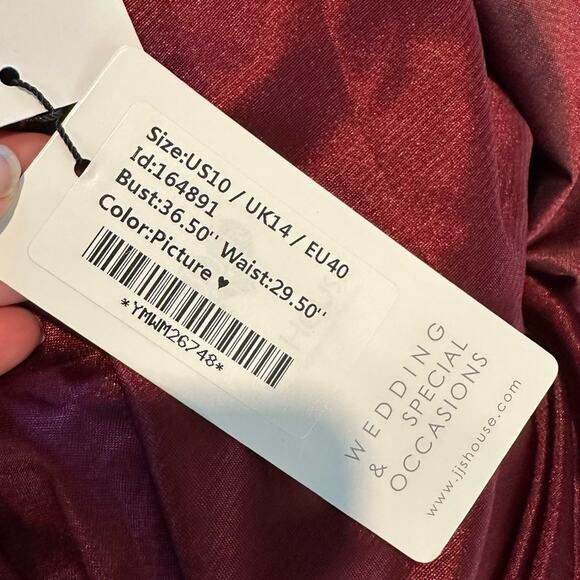 Size:US10 / UK14 / EU40
Id:164891
Bust:36.50'' Waist:29.50''
Color:Picture ♥
*YMWM26748*
WEDDING
SPECIAL
& OCCASIONS
www.jjshouse.com